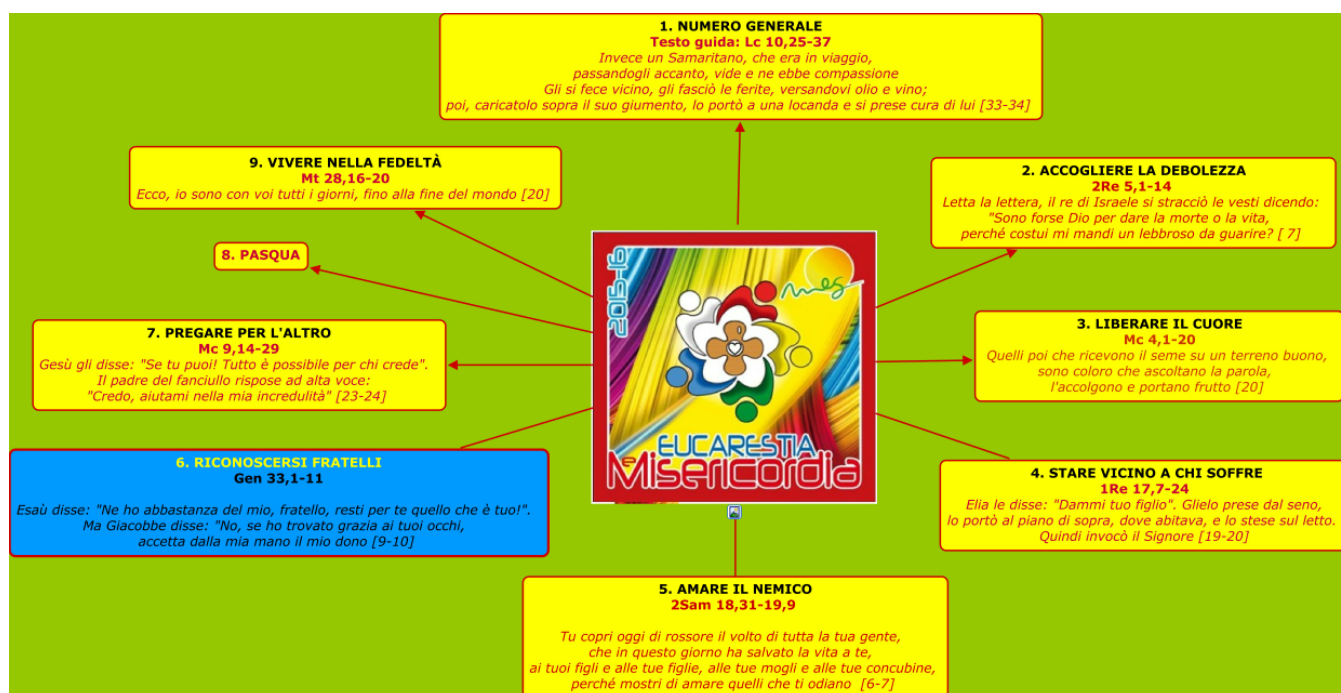 1. NUMERO GENERALE
Testo guida: Lc 10,25-37
Invece un Samaritano, che era in viaggio,
passandogli accanto, vide e ne ebbe compassione
Gli si fece vicino, gli fasciò le ferite, versandovi olio e vino;
poi, caricatolo sopra il suo giumento, lo portò a una locanda e si prese cura di lui [33-34]
9. VIVERE NELLA FEDELTÀ
Mt 28,16-20
Ecco, io sono con voi tutti i giorni, fino alla fine del mondo [20]
2. ACCOGLIERE LA DEBOLEZZA
2Re 5,1-14
Letta la lettera, il re di Israele si stracciò le vesti dicendo:
"Sono forse Dio per dare la morte o la vita,
perché costui mi mandi un lebbroso da guarire? [ 7]
8. PASQUA
2015-16
mes
EUCARESTIA
e Misericordia
7. PREGARE PER L'ALTRO
Mc 9,14-29
Gesù gli disse: "Se tu puoi! Tutto è possibile per chi crede".
Il padre del fanciullo rispose ad alta voce:
"Credo, aiutami nella mia incredulità" [23-24]
3. LIBERARE IL CUORE
Mc 4,1-20
Quelli poi che ricevono il seme su un terreno buono,
sono coloro che ascoltano la parola,
l'accolgono e portano frutto [20]
6. RICONOSCERSI FRATELLI
Gen 33,1-11
Esaù disse: "Ne ho abbastanza del mio, fratello, resti per te quello che è tuo!".
Ma Giacobbe disse: "No, se ho trovato grazia ai tuoi occhi,
accetta dalla mia mano il mio dono [9-10]
4. STARE VICINO A CHI SOFFRE
1Re 17,7-24
Elia le disse: "Dammi tuo figlio". Glielo prese dal seno,
lo portò al piano di sopra, dove abitava, e lo stese sul letto.
Quindi invocò il Signore [19-20]
5. AMARE IL NEMICO
2Sam 18,31-19,9
Tu copri oggi di rossore il volto di tutta la tua gente,
che in questo giorno ha salvato la vita a te,
ai tuoi figli e alle tue figlie, alle tue mogli e alle tue concubine,
perché mostri di amare quelli che ti odiano [6-7]